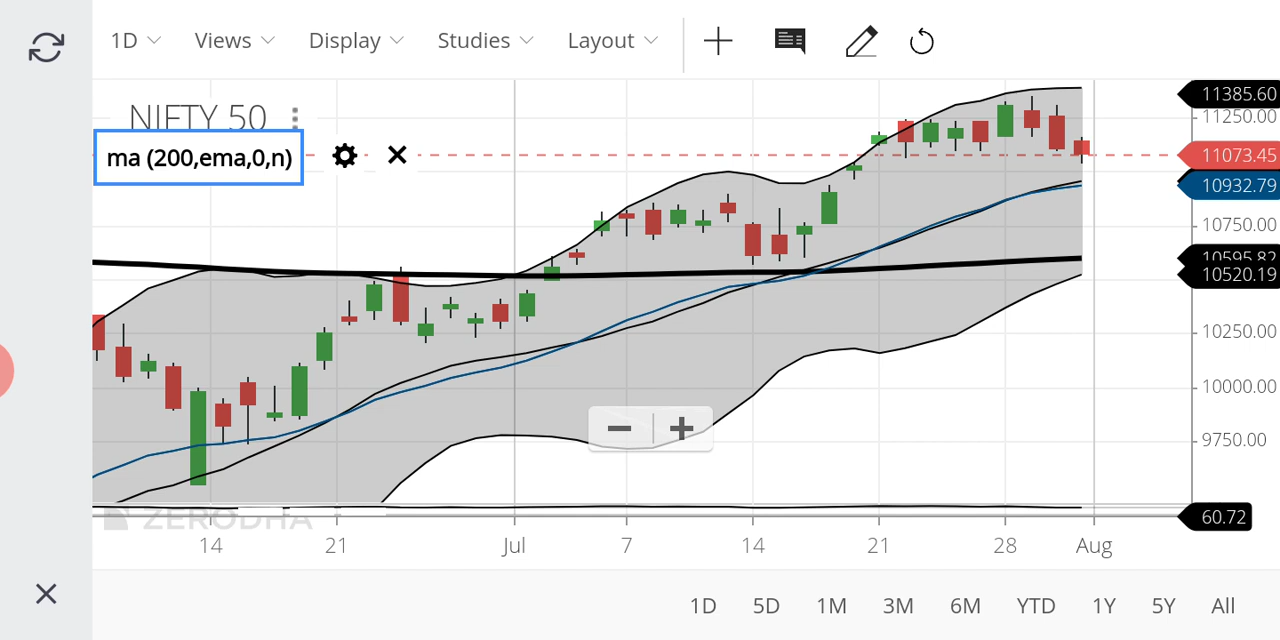 1D Views Display Studies Layout
NIFTY 50
ma (200,ema,0,n)
11385.60
11250.00
11073.45
10932.79
10750.00
10595.82
10520.19
10250.00
10000.00
9750.00
60.72
ZERODHA
14 21 Jul 7 14 21 28 Aug
1D 5D 1M 3M 6M YTD 1Y 5Y All